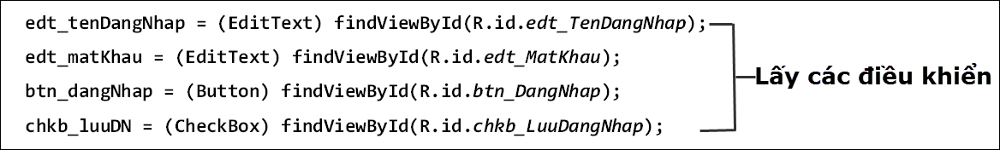 edt_tenDangNhap = (EditText) findViewById(R.id.edt_TenDangNhap);
edt_matKhau = (EditText) findViewById(R.id.edt_MatKhau);
btn_dangNhap = (Button) findViewById(R.id.btn_DangNhap);
chkb_luuDN = (CheckBox) findViewById(R.id.chkb_LuuDangNhap);
Lấy các điều khiển